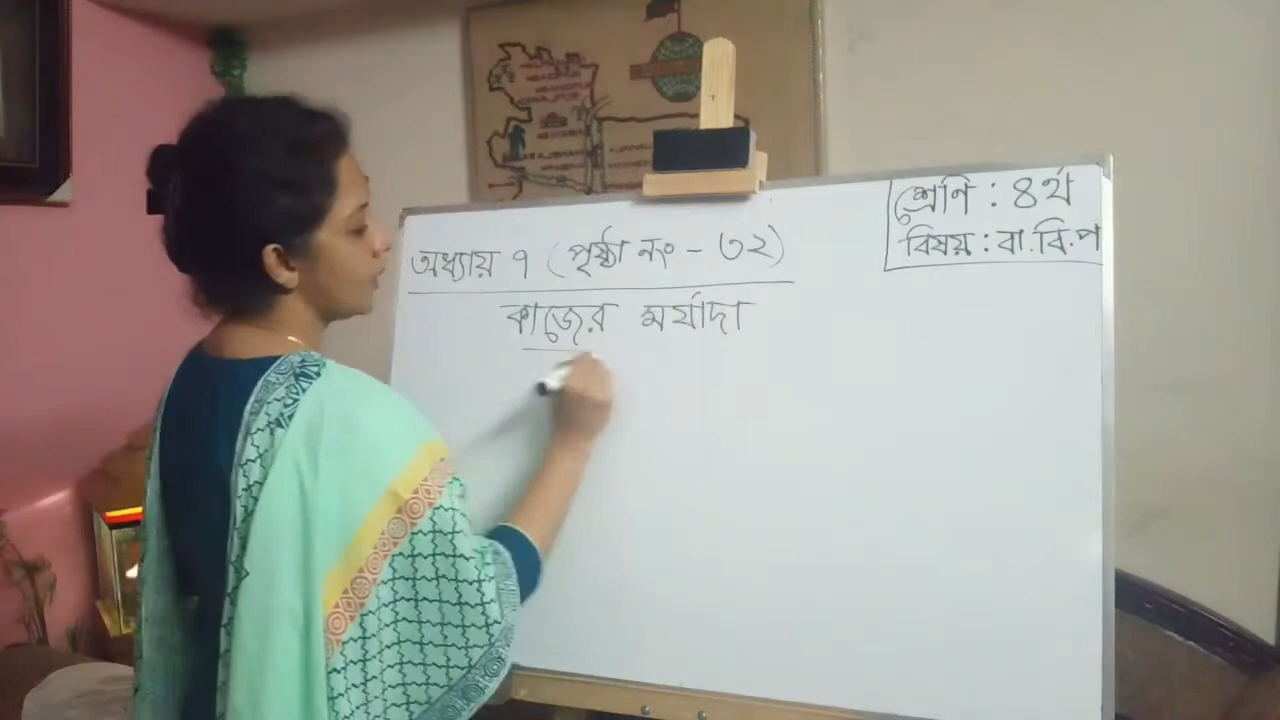 শ্রেণি : ৪র্থ
বিষয় : বা.বি.প
অধ্যায় ৭ (পৃষ্ঠা নং - ৩২)
কাজের মর্যাদা